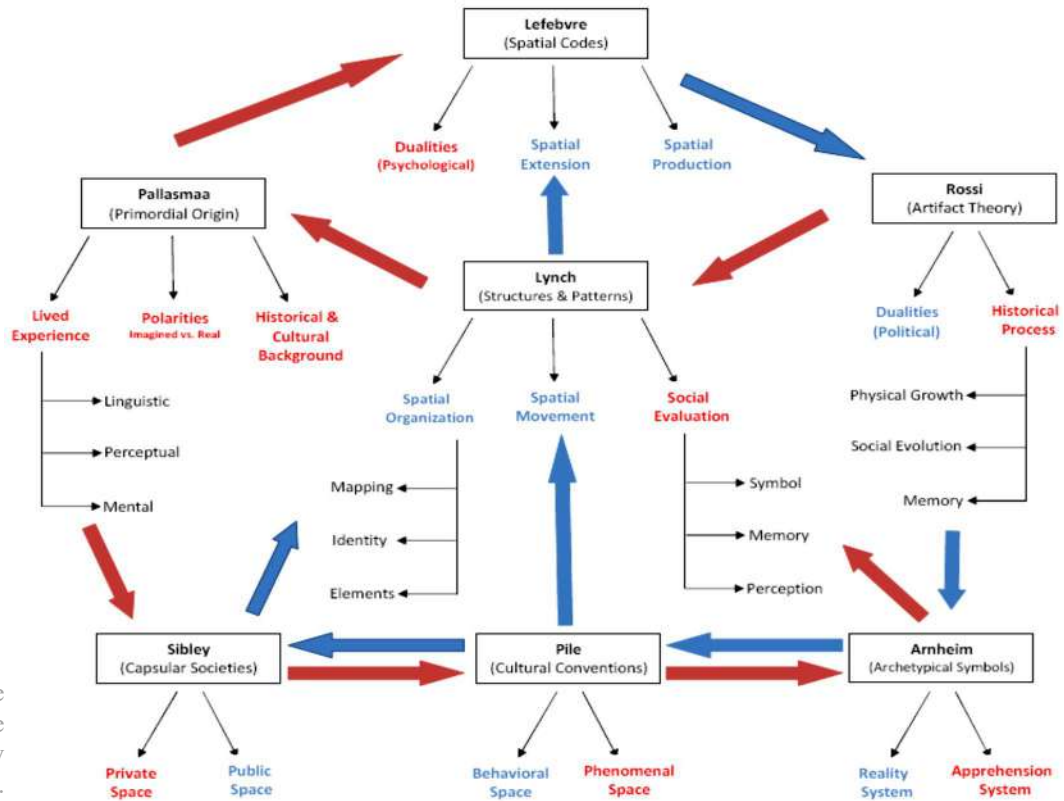 Lefebvre
(Spatial Codes)
Dualities
(Psychological)
Spatial
Extension
Spatial
Production
Pallasmaa
(Primordial Origin)
Rossi
(Artifact Theory)
Lynch
(Structures & Patterns)
Lived
Experience
Polarities
Imagined vs. Real
Historical &
Cultural
Background
Dualities
(Political)
Historical
Process
Linguistic
Perceptual
Mental
Spatial
Organization
Spatial
Movement
Social
Evaluation
Physical Growth
Social Evolution
Memory
Mapping
Identity
Elements
Symbol
Memory
Perception
Sibley
(Capsular Societies)
Pile
(Cultural Conventions)
Arnheim
(Archetypical Symbols)
Private
Space
Public
Space
Behavioral
Space
Phenomenal
Space
Reality
System
Apprehension
System